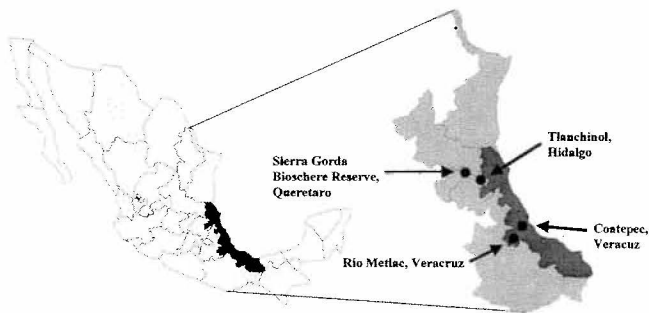 Tlanchinol,
Hidalgo
Sierra Gorda
Bioschere Reserve,
Queretaro
Coatepec,
Veracuz
Rio Metlac, Veracruz